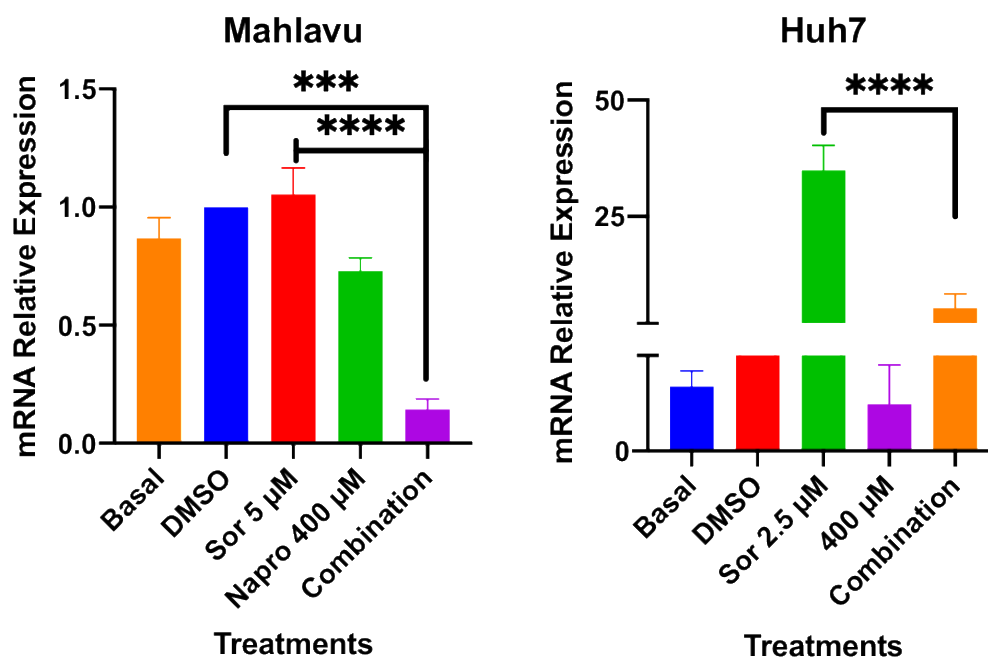 Mahlavu
mRNA Relative Expression
1.5
1.0
0.5
0.0
***
****
Basal
DMSO
Sor 5 µM
Napro 400 µM
Combination
Treatments
Huh7
mRNA Relative Expression
50
25
0
****
Basal
DMSO
Sor 2.5 µM
400 µM
Combination
Treatments